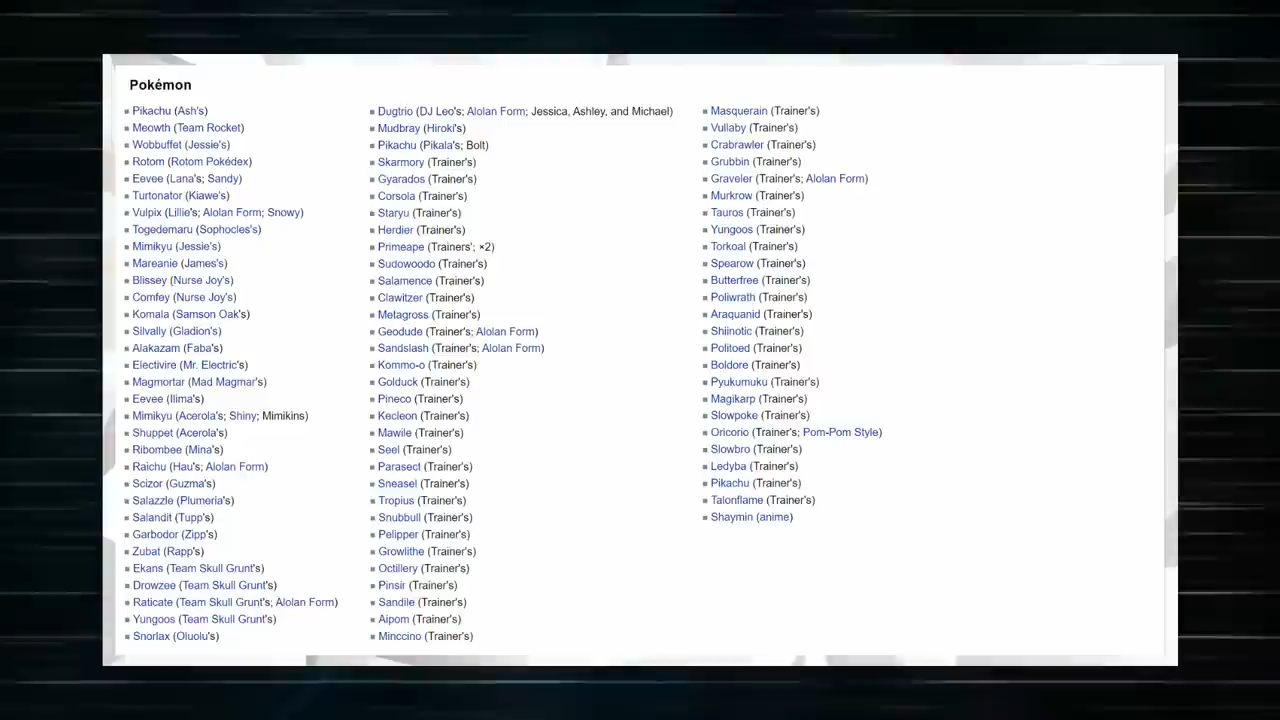 Pokémon
Pikachu (Ash's)
Meowth (Team Rocket)
Wobbuffet (Jessie's)
Rotom (Rotom Pokédex)
Eevee (Lana's; Sandy)
Turtonator (Kiawe's)
Vulpix (Lillie's; Alolan Form; Snowy)
Togedemaru (Sophocles's)
Mimikyu (Jessie's)
Mareanie (James's)
Blissey (Nurse Joy's)
Comfey (Nurse Joy's)
Komala (Samson Oak's)
Silvally (Gladion's)
Alakazam (Faba's)
Electivire (Mr. Electric's)
Magmortar (Mad Magmar's)
Eevee (Ilima's)
Mimikyu (Acerola's; Shiny; Mimikins)
Shuppet (Acerola's)
Ribombee (Mina's)
Raichu (Hau's; Alolan Form)
Scizor (Guzma's)
Salazzle (Plumeria's)
Salandit (Tupp's)
Garbodor (Zipp's)
Zubat (Rapp's)
Ekans (Team Skull Grunt's)
Drowzee (Team Skull Grunt's)
Raticate (Team Skull Grunt's; Alolan Form)
Yungoos (Team Skull Grunt's)
Snorlax (Oluolu's)
Dugtrio (DJ Leo's; Alolan Form; Jessica, Ashley, and Michael)
Mudbray (Hiroki's)
Pikachu (Pikala's; Bolt)
Skarmory (Trainer's)
Gyarados (Trainer's)
Corsola (Trainer's)
Staryu (Trainer's)
Herdier (Trainer's)
Primeape (Trainers'; ×2)
Sudowoodo (Trainer's)
Salamence (Trainer's)
Clawitzer (Trainer's)
Metagross (Trainer's)
Geodude (Trainer's; Alolan Form)
Sandslash (Trainer's; Alolan Form)
Kommo-o (Trainer's)
Golduck (Trainer's)
Pineco (Trainer's)
Kecleon (Trainer's)
Mawile (Trainer's)
Seel (Trainer's)
Parasect (Trainer's)
Sneasel (Trainer's)
Tropius (Trainer's)
Snubbull (Trainer's)
Pelipper (Trainer's)
Growlithe (Trainer's)
Octillery (Trainer's)
Pinsir (Trainer's)
Sandile (Trainer's)
Aipom (Trainer's)
Minccino (Trainer's)
Masquerain (Trainer's)
Vullaby (Trainer's)
Crabrawler (Trainer's)
Grubbin (Trainer's)
Graveler (Trainer's; Alolan Form)
Murkrow (Trainer's)
Tauros (Trainer's)
Yungoos (Trainer's)
Torkoal (Trainer's)
Spearow (Trainer's)
Butterfree (Trainer's)
Poliwrath (Trainer's)
Araquanid (Trainer's)
Shiinotic (Trainer's)
Politoed (Trainer's)
Boldore (Trainer's)
Pyukumuku (Trainer's)
Magikarp (Trainer's)
Slowpoke (Trainer's)
Oricorio (Trainer's; Pom-Pom Style)
Slowbro (Trainer's)
Ledyba (Trainer's)
Pikachu (Trainer's)
Talonflame (Trainer's)
Shaymin (anime)